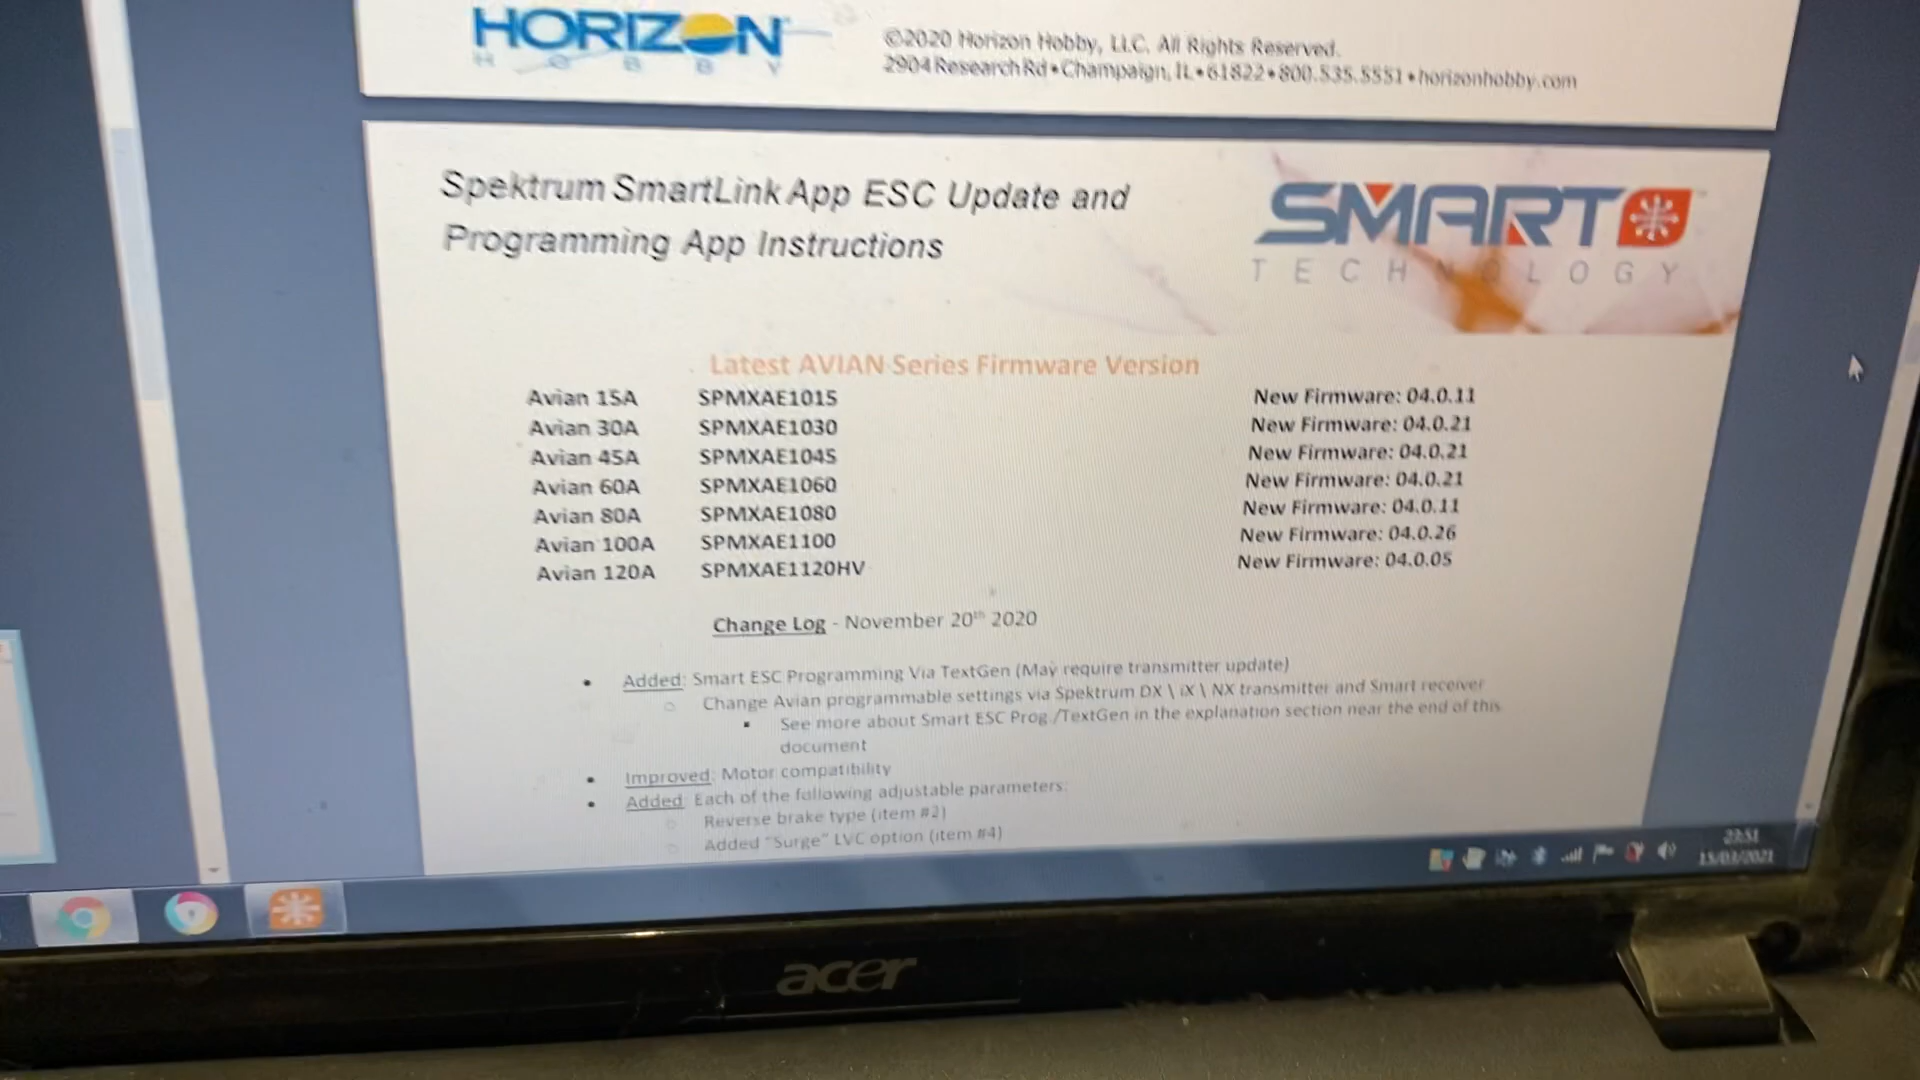 HORIZON
H O B B Y
©2020 Horizon Hobby, LLC. All Rights Reserved.
2904 Research Rd • Champaign, IL • 61822 • 800.535.5551 • horizonhobby.com
Spektrum SmartLink App ESC Update and
Programming App Instructions
SMART
TECHNOLOGY
Latest AVIAN Series Firmware Version
Avian 15A SPMXAE1015 New Firmware: 04.0.11
Avian 30A SPMXAE1030 New Firmware: 04.0.21
Avian 45A SPMXAE1045 New Firmware: 04.0.21
Avian 60A SPMXAE1060 New Firmware: 04.0.21
Avian 80A SPMXAE1080 New Firmware: 04.0.11
Avian 100A SPMXAE1100 New Firmware: 04.0.26
Avian 120A SPMXAE1120HV New Firmware: 04.0.05
Change Log - November 20th 2020
• Added: Smart ESC Programming Via TextGen (May require transmitter update)
○ Change Avian programmable settings via Spektrum DX \ iX \ NX transmitter and Smart receiver
▪ See more about Smart ESC Prog./TextGen in the explanation section near the end of this
document
• Improved: Motor compatibility
• Added: Each of the following adjustable parameters:
○ Reverse brake type (item #2)
○ Added "Surge" LVC option (item #4)
22:51
15/03/2021
acer